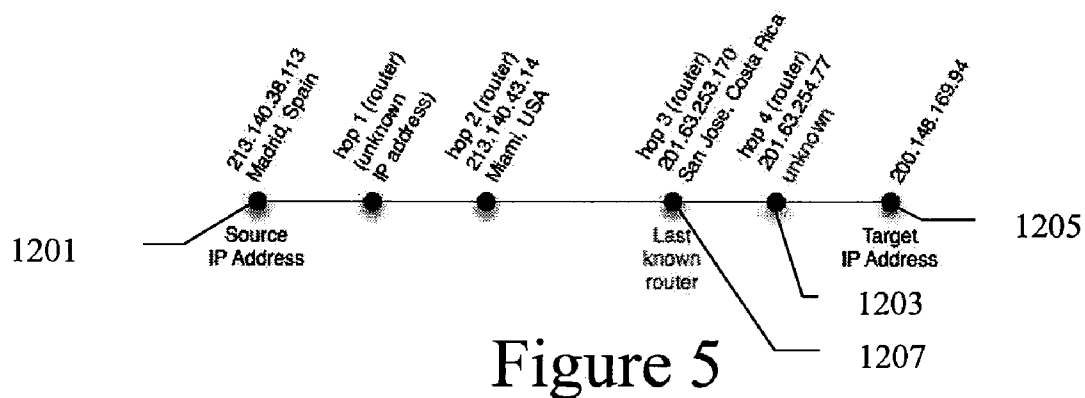 213.140.38.113
Madrid, Spain
hop 1 (router)
(unknown
IP address)
hop 2 (router)
213.140.43.14
Miami, USA
hop 3 (router)
201.63.253.170
San Jose, Costa Rica
hop 4 (router)
201.63.254.77
unknown
200.148.169.94
1201
Source
IP Address
Last
known
router
Target
IP Address
1205
1203
1207
Figure 5